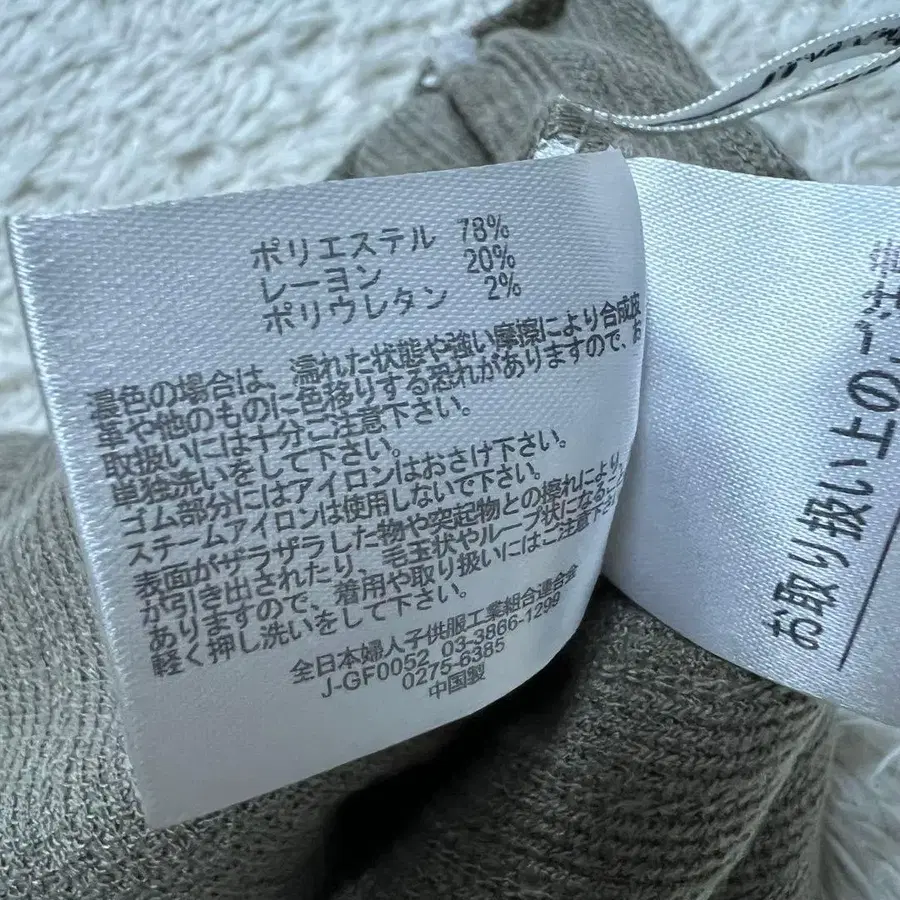 ポリエステル 78%
レーヨン 20%
ポリウレタン 2%
濃色の場合は、濡れた状態や強い摩擦により合成皮
革や他のものに色移りする恐れがありますので、お
取扱いには十分ご注意下さい。
単独洗いをして下さい。
ゴム部分にはアイロンはおさけ下さい。
スチームアイロンは使用しないで下さい。
表面がザラザラした物や突起物との擦れにより、
が引き出されたり、毛玉状やループ状になるこ
ありますので、着用や取り扱いにはご注意下さ
軽く押し洗いをして下さい。
全日本婦人子供服工業組合連合会
J-GF0052 03-3866-1299
0275-6385
中国製
お取り扱い上のご注意